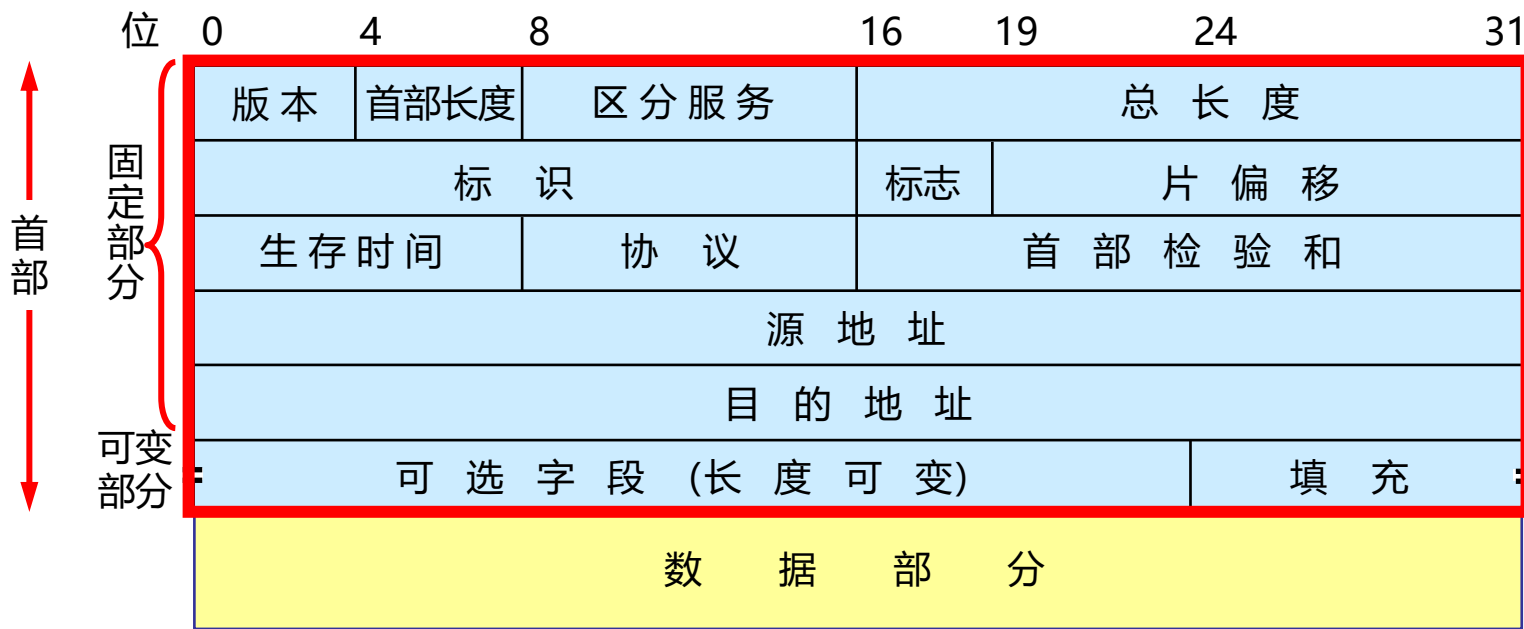 位 0 4 8 16 19 24 31
版 本 首部长度 区 分 服 务 总 长 度
标 识 标志 片 偏 移
生 存 时 间 协 议 首 部 检 验 和
源 地 址
目 的 地 址
可 选 字 段 (长 度 可 变) 填 充
数 据 部 分
首部
固定部分
可变
部分